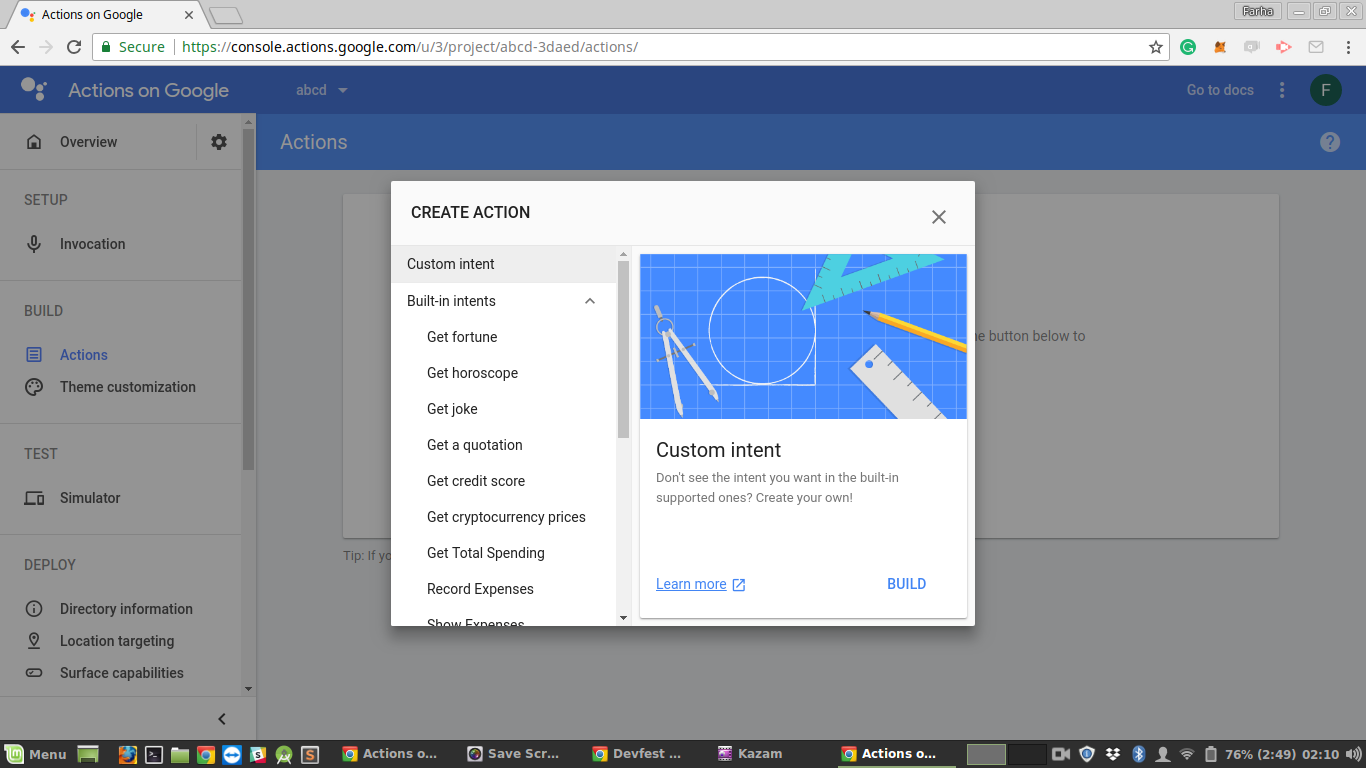 Actions on Google
Farha
Secure
https://console.actions.google.com/u/3/project/abcd-3daed/actions/
Actions on Google
abcd
Go to docs
F
Overview
Actions
SETUP
Invocation
BUILD
Actions
Theme customization
TEST
Simulator
DEPLOY
Directory information
Location targeting
Surface capabilities
CREATE ACTION
Custom intent
Built-in intents
Get fortune
Get horoscope
Get joke
Get a quotation
Get credit score
Get cryptocurrency prices
Get Total Spending
Record Expenses
Show Expenses
button below to
Tip: If
Custom intent
Don't see the intent you want in the built-in
supported ones? Create your own!
Learn more
BUILD
Menu
Actions o...
Save Scr...
Devfest ...
Kazam
Actions o...
76% (2:49) 02:10